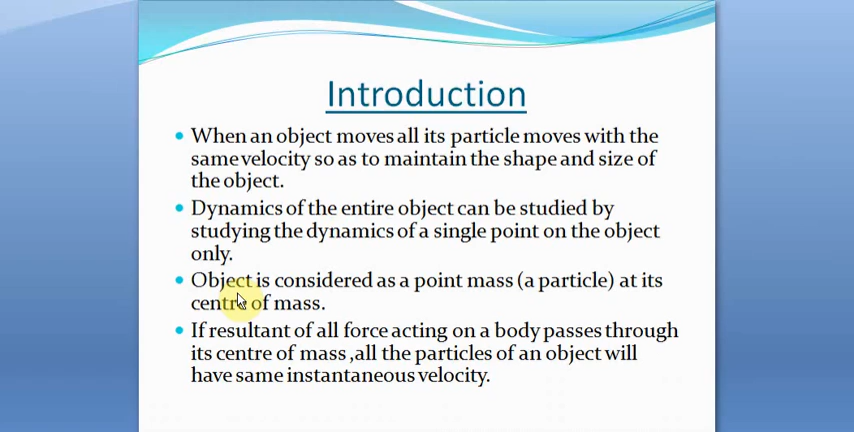 Introduction
When an object moves all its particle moves with the
same velocity so as to maintain the shape and size of
the object.
Dynamics of the entire object can be studied by
studying the dynamics of a single point on the object
only.
Object is considered as a point mass (a particle) at its
centre of mass.
If resultant of all force acting on a body passes through
its centre of mass ,all the particles of an object will
have same instantaneous velocity.